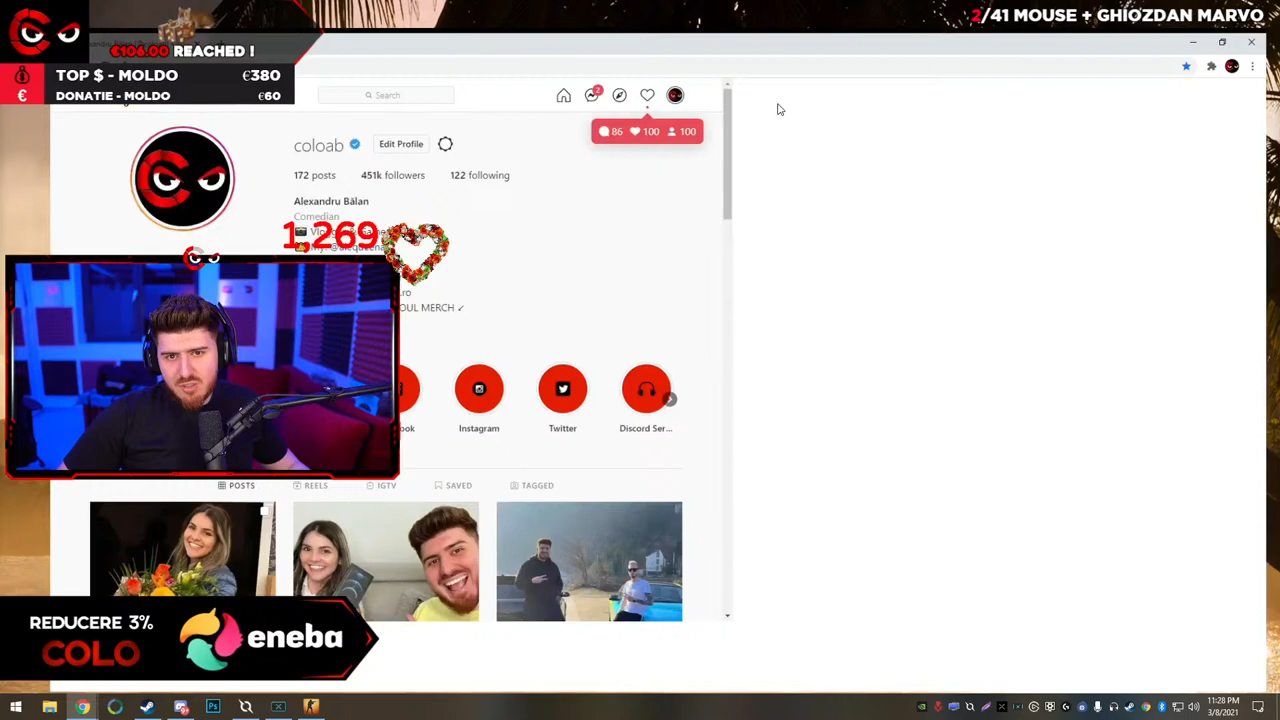 2/41 MOUSE + GHIOZDAN MARVO
€106.00 REACHED !
TOP $ - MOLDO €380
€ DONATIE - MOLDO €60
Search
2
86 100 100
coloab Edit Profile
172 posts 451k followers 122 following
Alexandru Bălan
Comedian
1,269
.ro
OUL MERCH ↙
ook Instagram Twitter Discord Ser...
POSTS REELS IGTV SAVED TAGGED
REDUCERE 3%
COLO
eneba
11:28 PM
3/8/2021